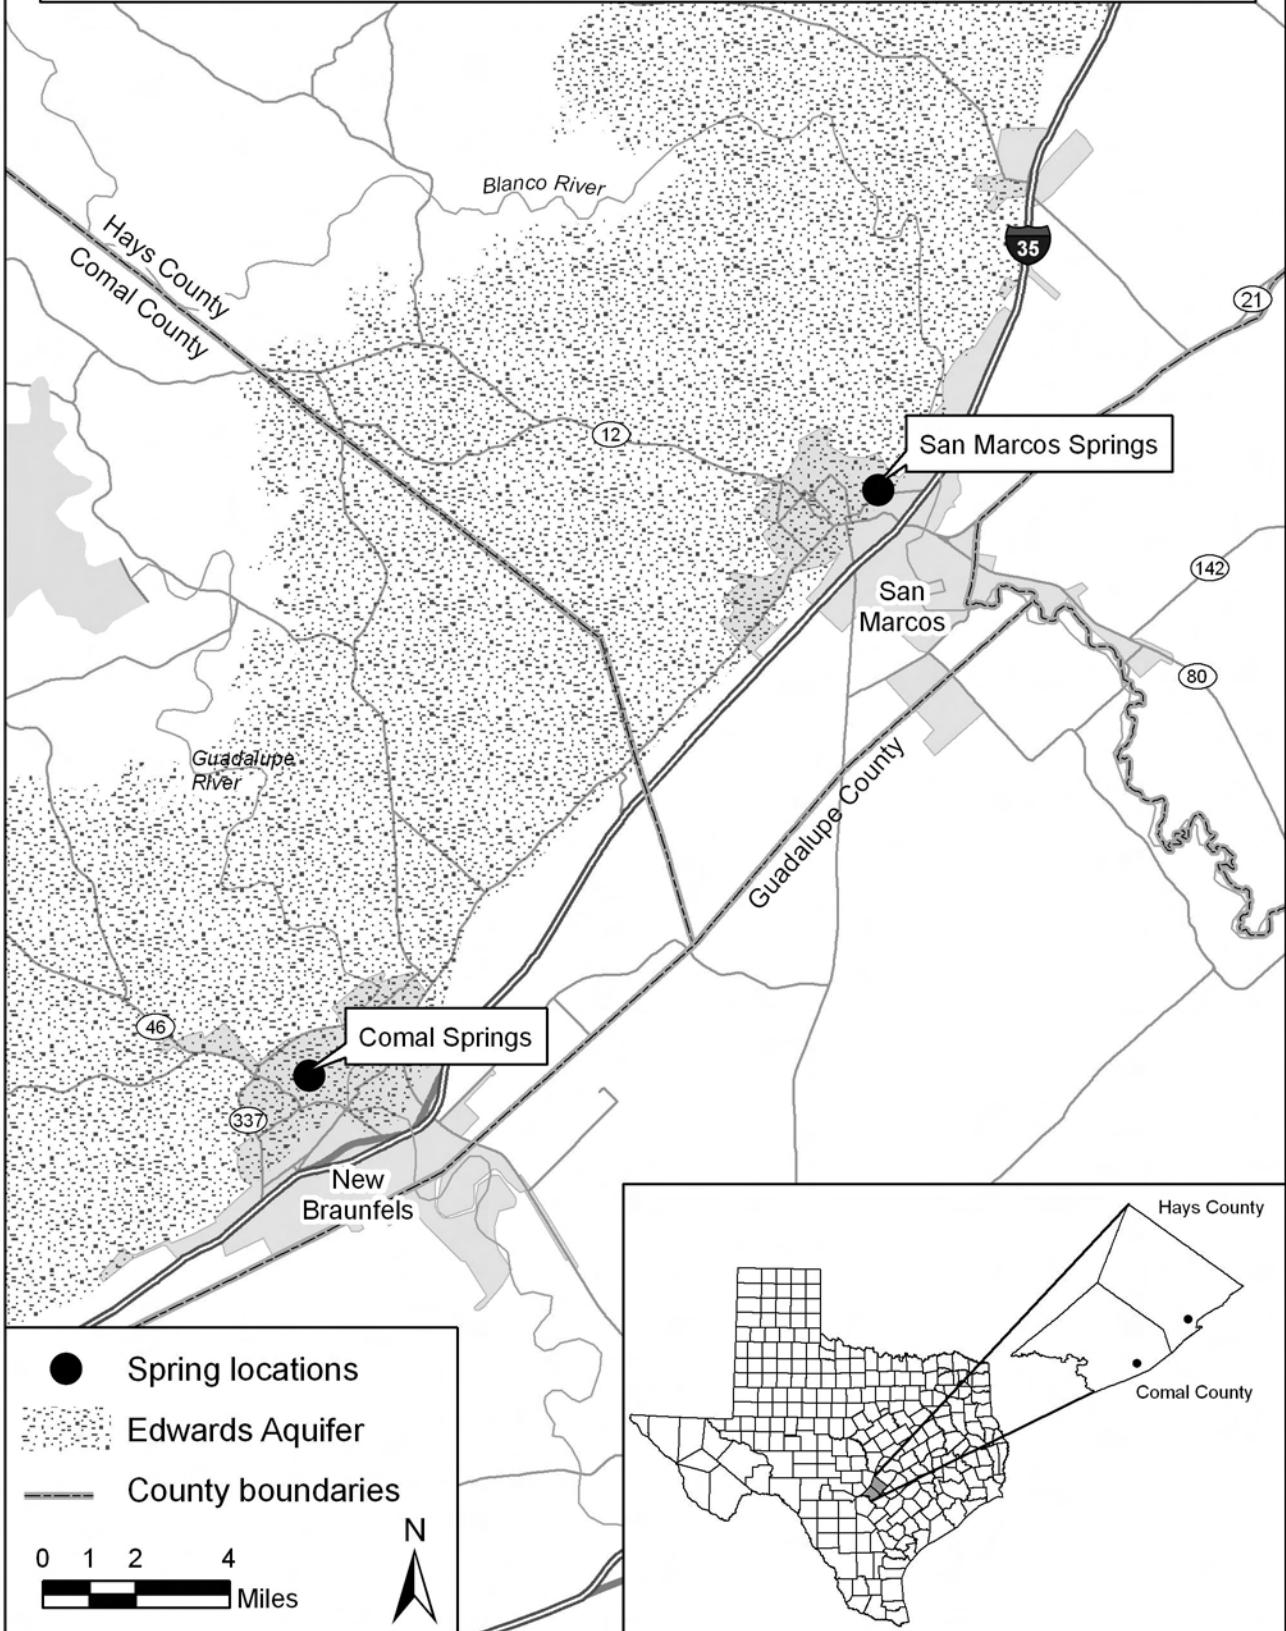 Blanco River
Hays County
Comal County
35
21
12
San Marcos Springs
142
San
Marcos
80
Guadalupe
River
Guadalupe County
46
Comal Springs
337
New
Braunfels
Hays County
Comal County
Spring locations
Edwards Aquifer
County boundaries
N
0 1 2 4
Miles